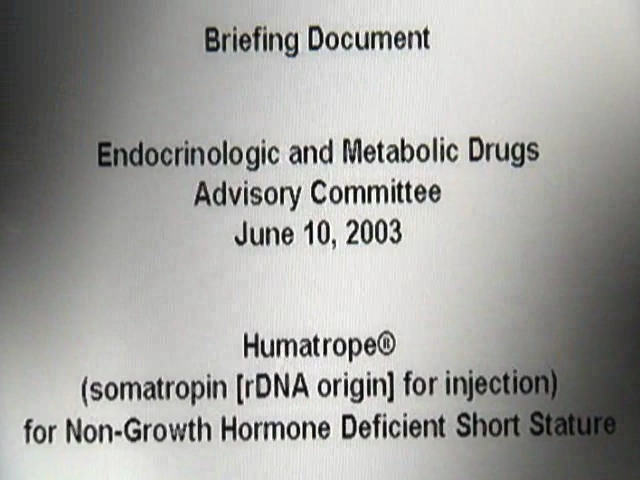 Briefing Document
Endocrinologic and Metabolic Drugs
Advisory Committee
June 10, 2003
Humatrope®
(somatropin [rDNA origin] for injection)
for Non-Growth Hormone Deficient Short Stature